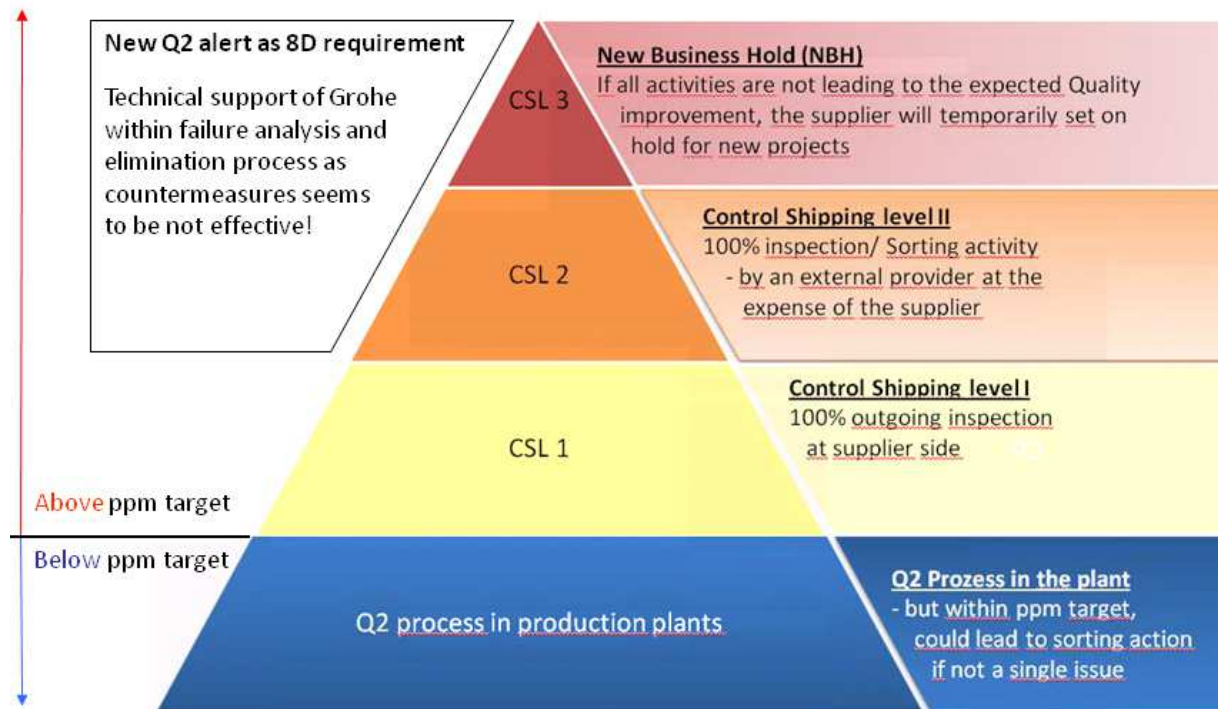 New Q2 alert as 8D requirement
Technical support of Grohe
within failure analysis and
elimination process as
countermeasures seems
to be not effective!
CSL 3
New Business Hold (NBH)
If all activities are not leading to the expected Quality
improvement, the supplier will temporarily set on
hold for new projects
CSL 2
Control Shipping level II
100% inspection/ Sorting activity
- by an external provider at the
expense of the supplier
CSL 1
Control Shipping level I
100% outgoing inspection
at supplier side
Above ppm target
Below ppm target
Q2 process in production plants
Q2 Prozess in the plant
- but within ppm target,
could lead to sorting action
if not a single issue